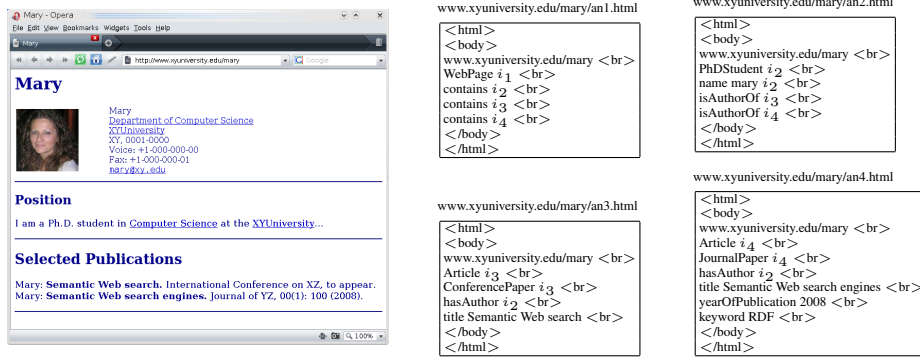 Mary - Opera
File Edit View Bookmarks Widgets Tools Help
Mary
http://www.xyuniversity.edu/mary
Google
Mary
Mary
Department of Computer Science
XYUniversity
XY, 0001-0000
Voice: +1-000-000-00
Fax: +1-000-000-01
mary@xy.edu
Position
I am a Ph.D. student in Computer Science at the XYUniversity...
Selected Publications
Mary: Semantic Web search. International Conference on XZ, to appear.
Mary: Semantic Web search engines. Journal of YZ, 00(1): 100 (2008).
100%
www.xyuniversity.edu/mary/an1.html
<html>
<body>
www.xyuniversity.edu/mary <br>
WebPage i1 <br>
contains i2 <br>
contains i3 <br>
contains i4 <br>
</body>
</html>
www.xyuniversity.edu/mary/an2.html
<html>
<body>
www.xyuniversity.edu/mary <br>
PhDStudent i2 <br>
name mary i2 <br>
isAuthorOf i3 <br>
isAuthorOf i4 <br>
</body>
</html>
www.xyuniversity.edu/mary/an3.html
<html>
<body>
www.xyuniversity.edu/mary <br>
Article i3 <br>
ConferencePaper i3 <br>
hasAuthor i2 <br>
title Semantic Web search <br>
</body>
</html>
www.xyuniversity.edu/mary/an4.html
<html>
<body>
www.xyuniversity.edu/mary <br>
Article i4 <br>
JournalPaper i4 <br>
hasAuthor i2 <br>
title Semantic Web search engines <br>
yearOfPublication 2008 <br>
keyword RDF <br>
</body>
</html>